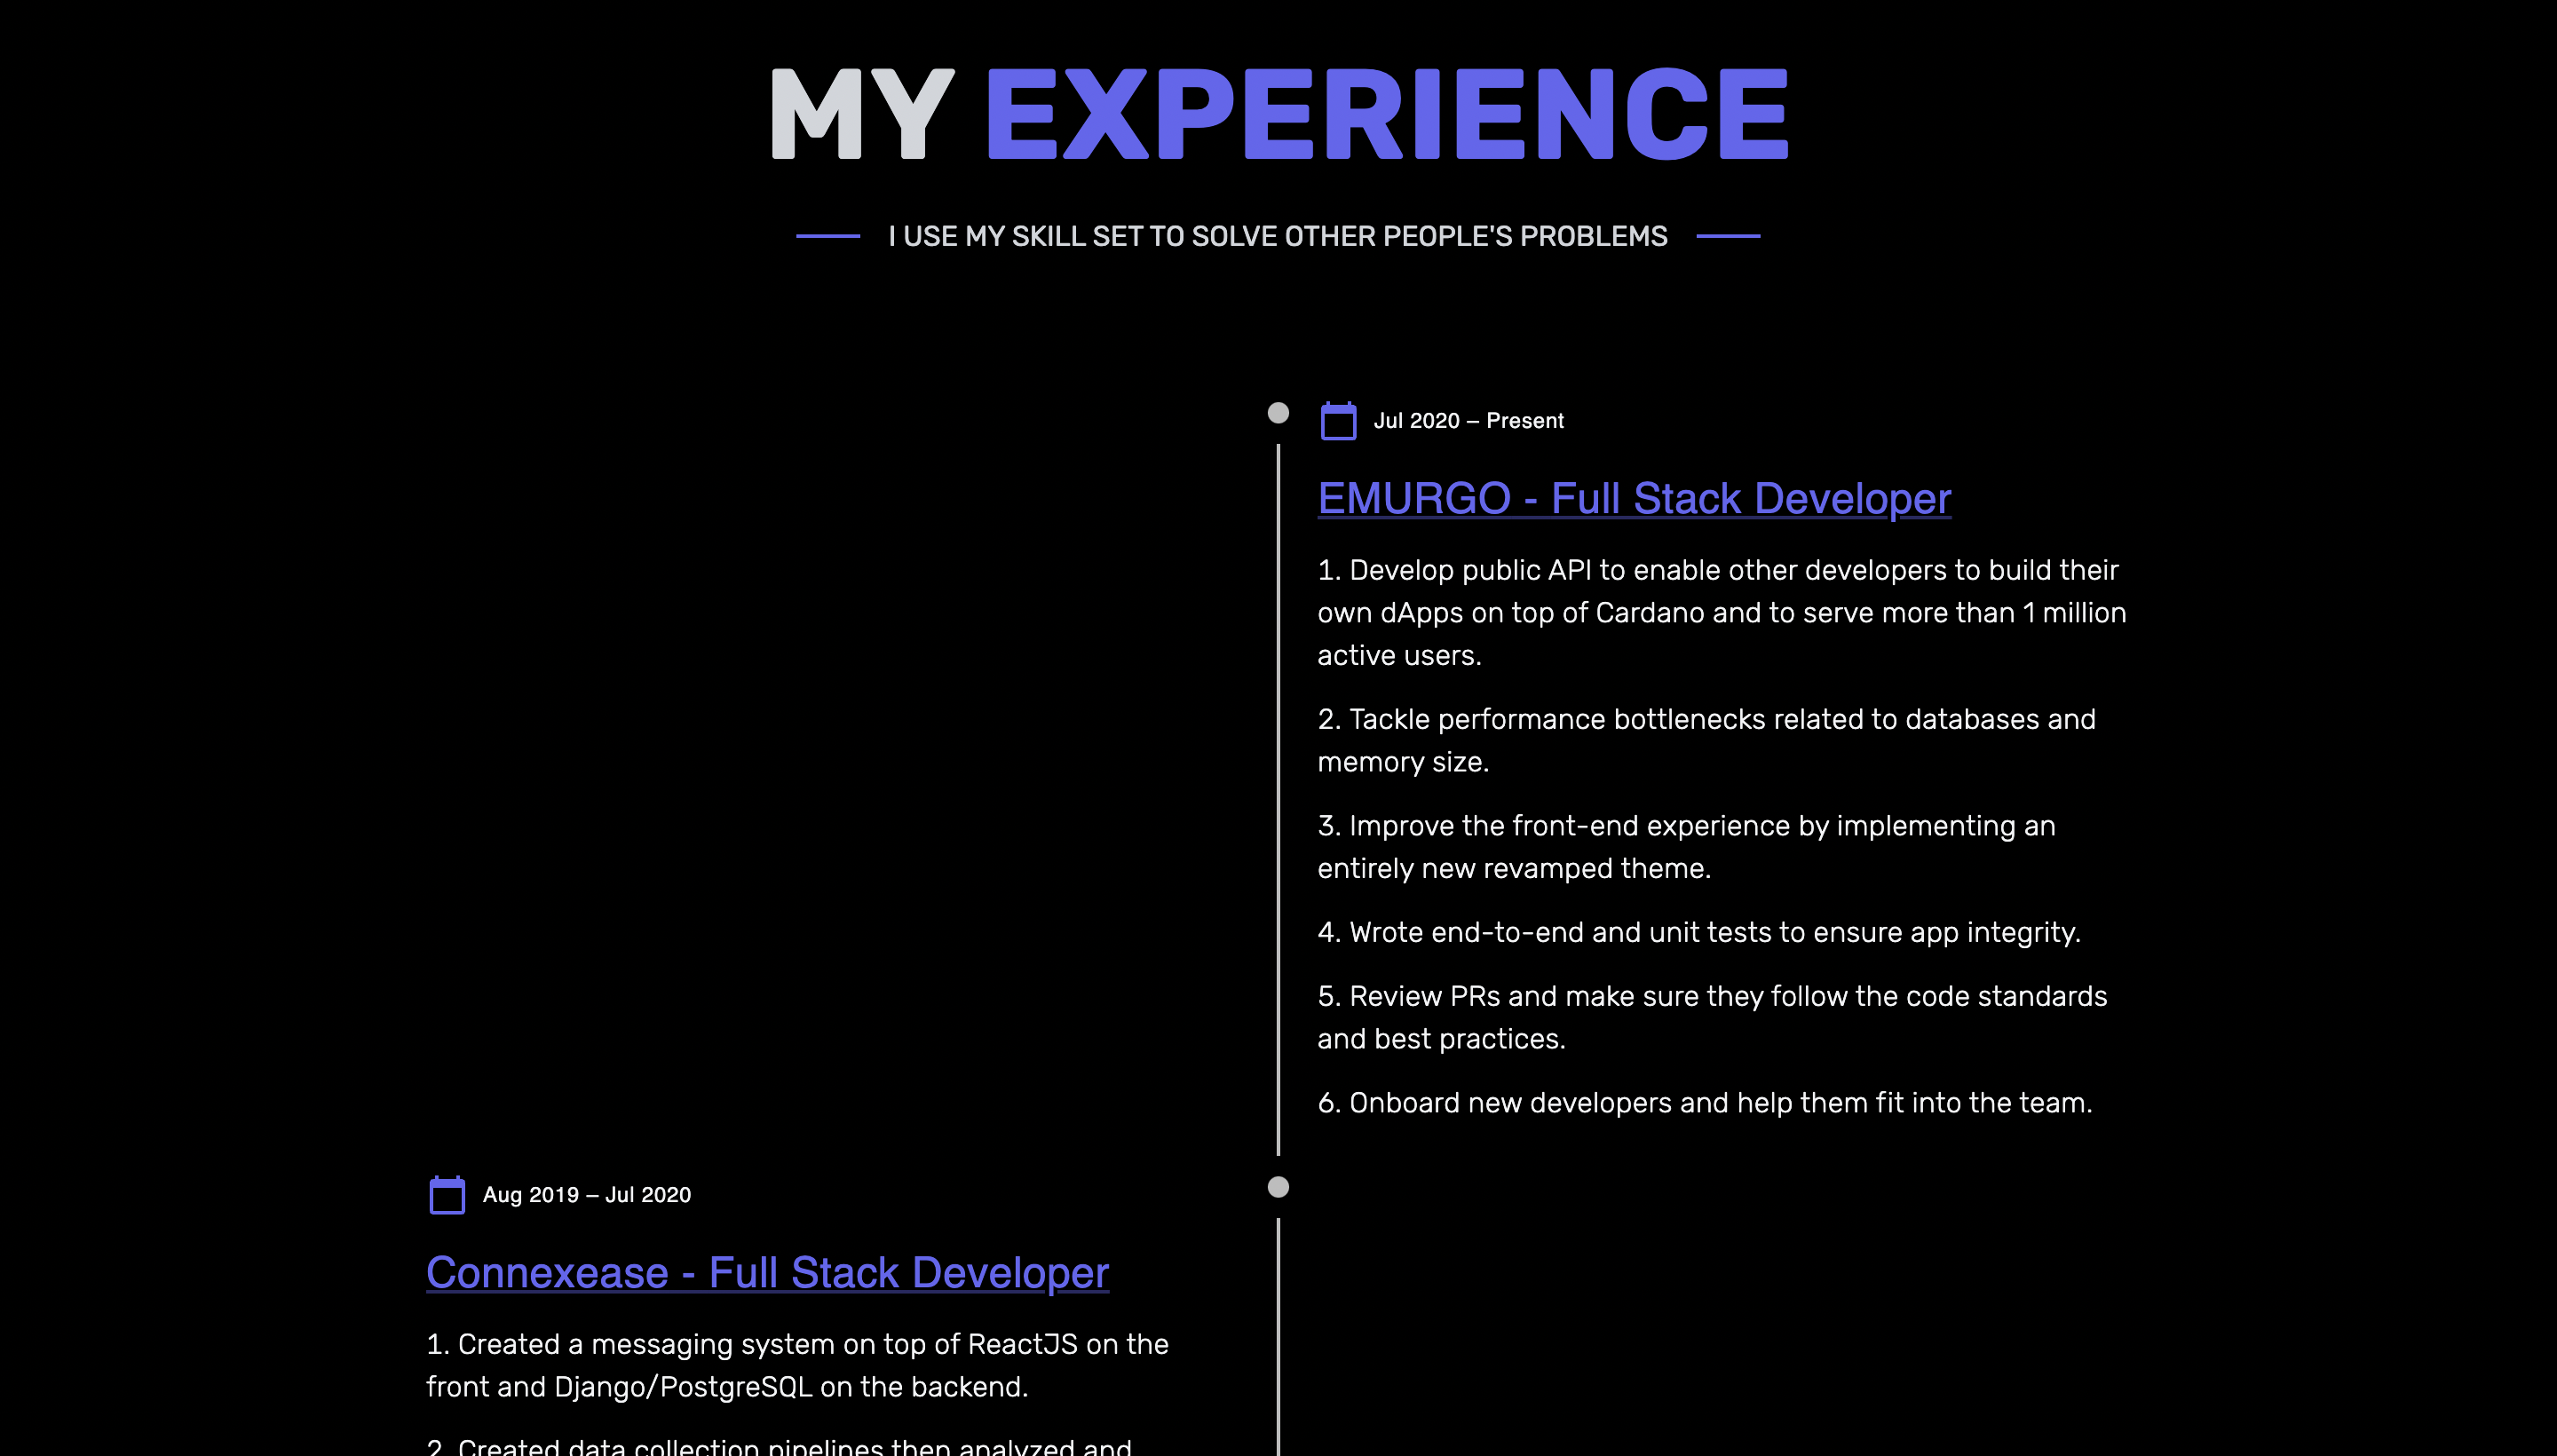 MY EXPERIENCE
I USE MY SKILL SET TO SOLVE OTHER PEOPLE'S PROBLEMS
Jul 2020 – Present
EMURGO - Full Stack Developer
1. Develop public API to enable other developers to build their
own dApps on top of Cardano and to serve more than 1 million
active users.
2. Tackle performance bottlenecks related to databases and
memory size.
3. Improve the front-end experience by implementing an
entirely new revamped theme.
4. Wrote end-to-end and unit tests to ensure app integrity.
5. Review PRs and make sure they follow the code standards
and best practices.
6. Onboard new developers and help them fit into the team.
Aug 2019 – Jul 2020
Connexease - Full Stack Developer
1. Created a messaging system on top of ReactJS on the
front and Django/PostgreSQL on the backend.
2. Created data collection pipelines then analyzed and